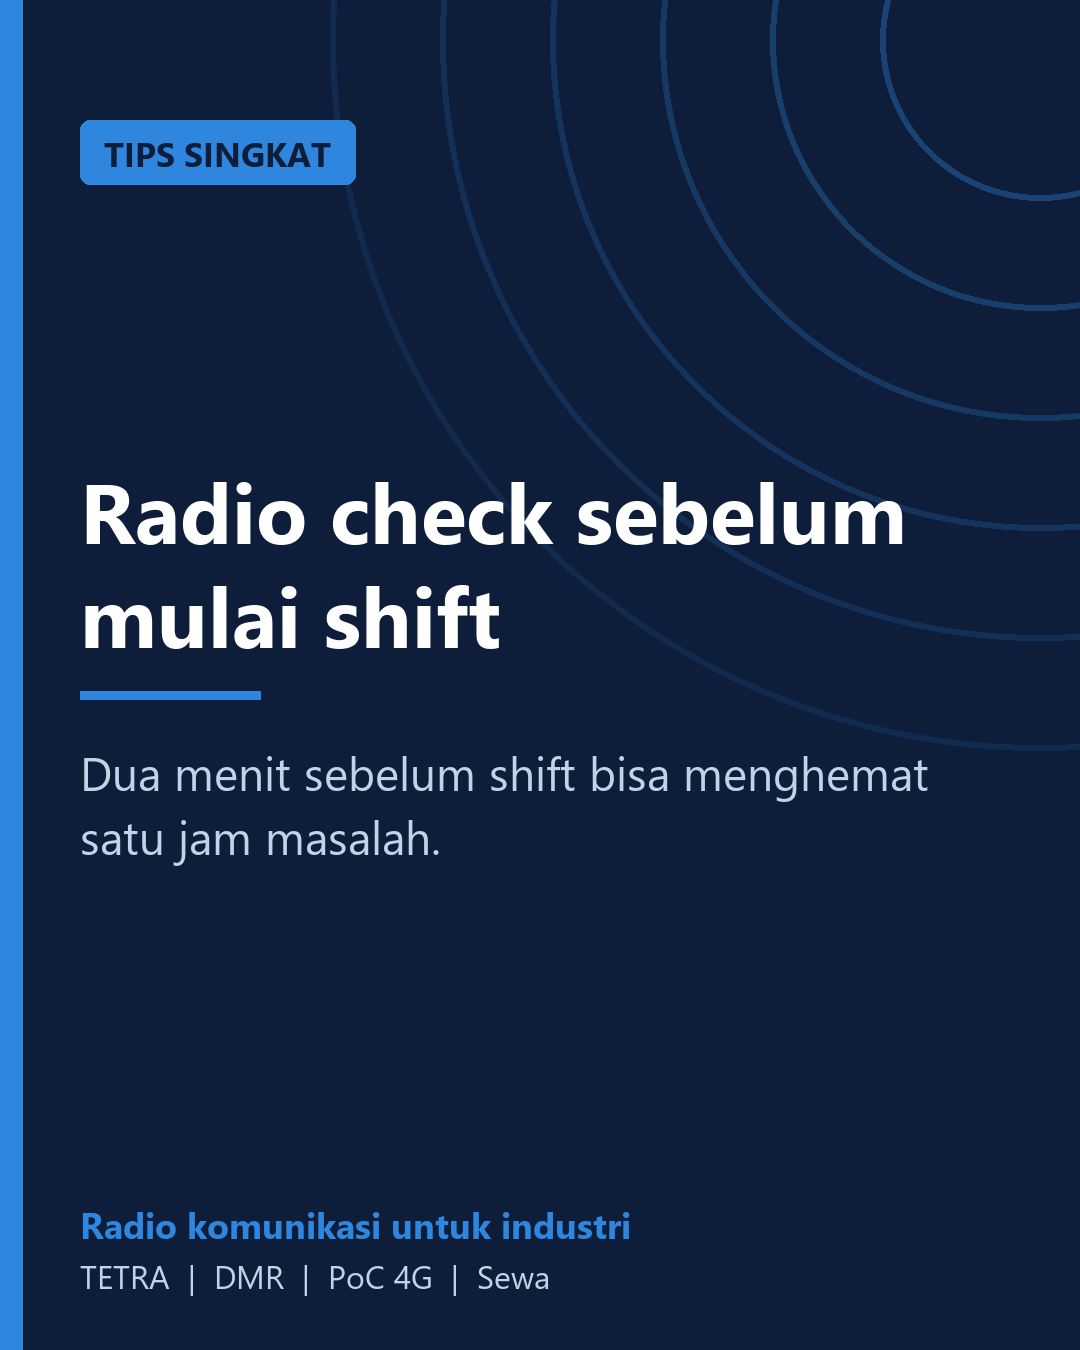 TIPS SINGKAT
Radio check sebelum
mulai shift
Dua menit sebelum shift bisa menghemat
satu jam masalah.
Radio komunikasi untuk industri
TETRA | DMR | PoC 4G | Sewa